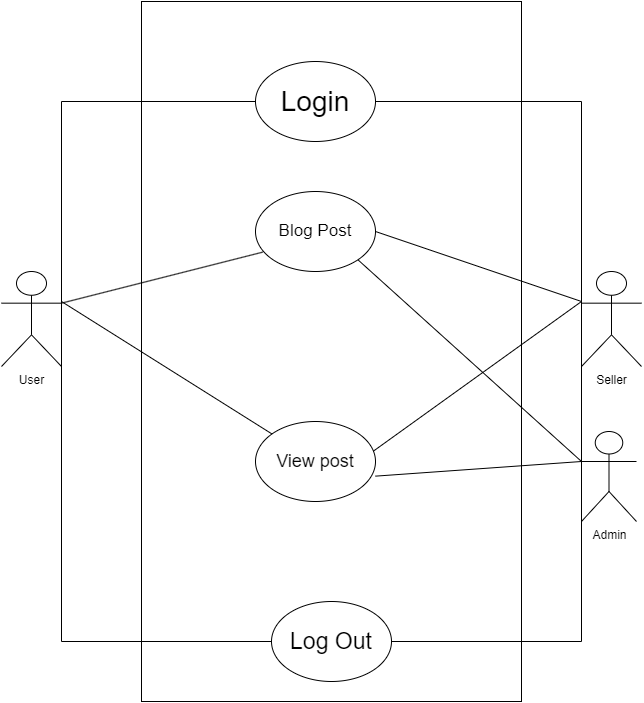 Login
Blog Post
User
Seller
View post
Admin
Log Out